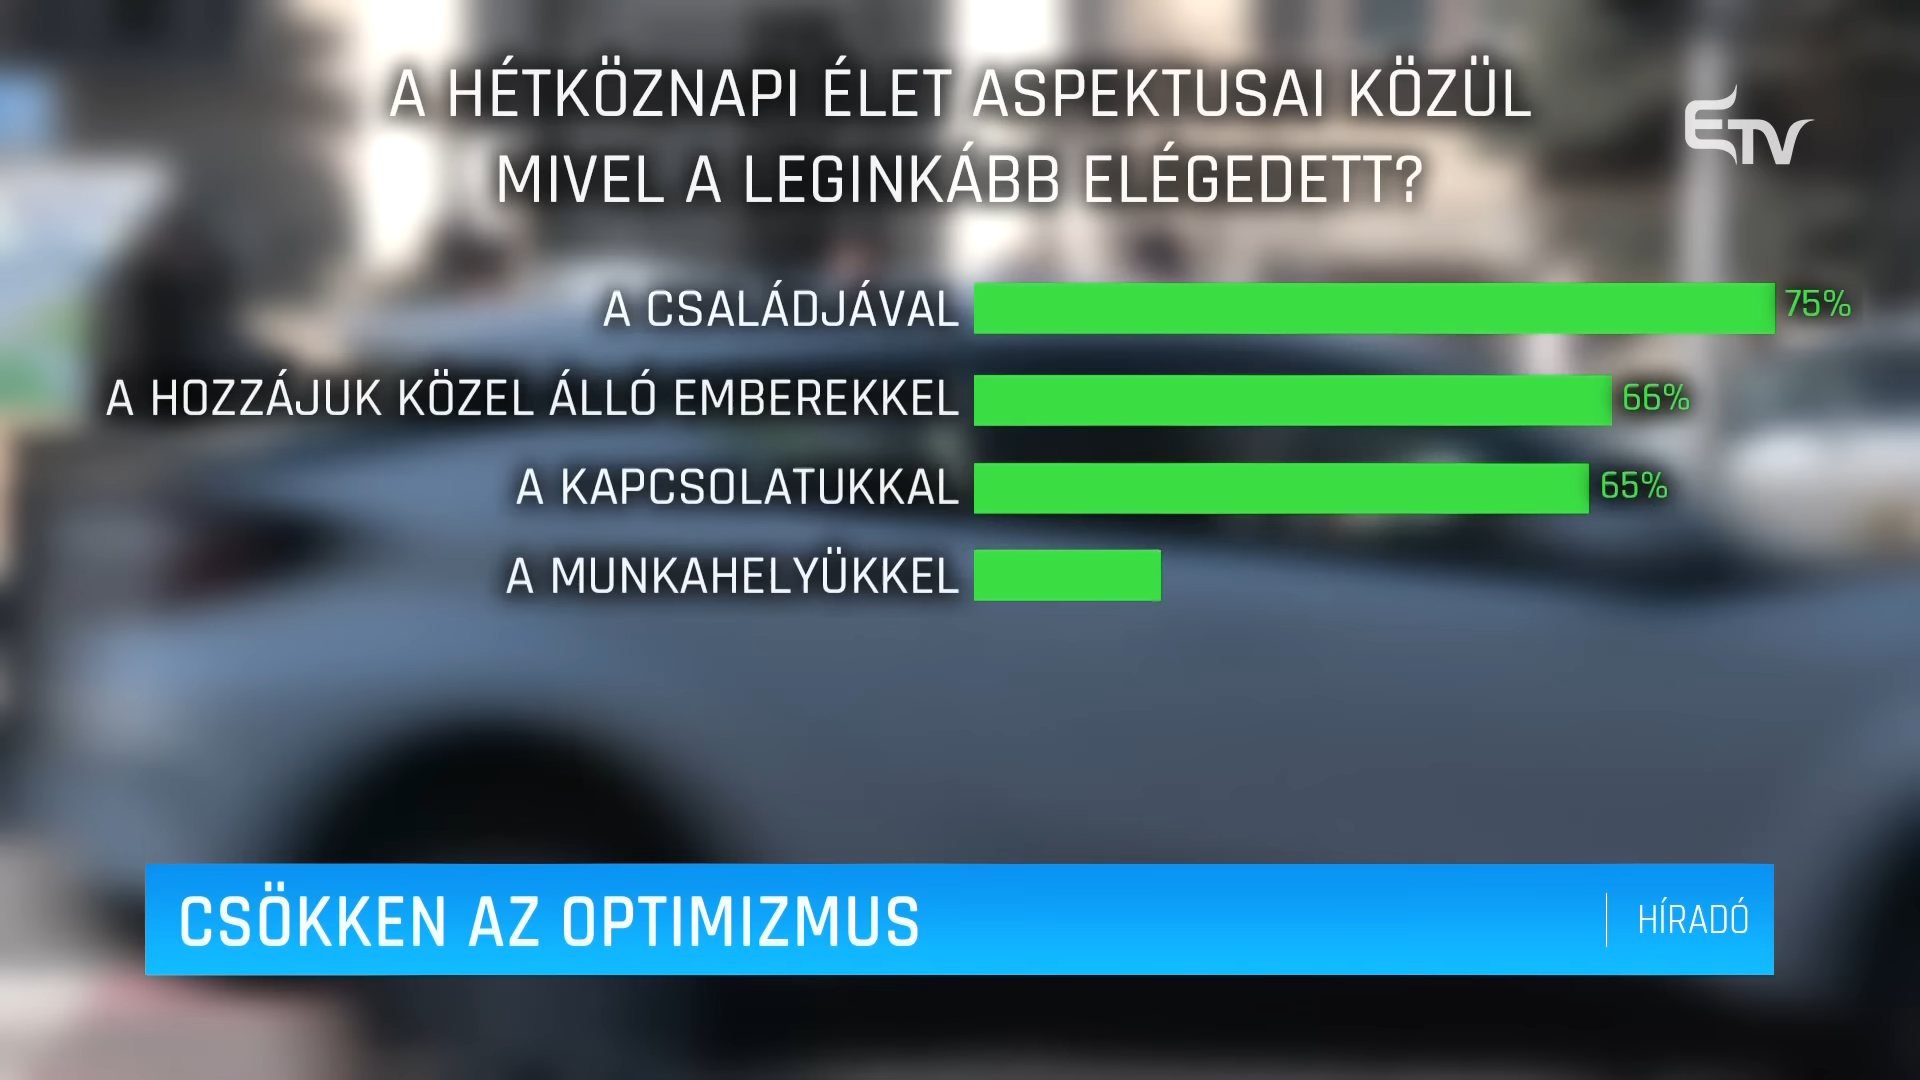 A HÉTKÖZNAPI ÉLET ASPEKTUSAI KÖZÜL
MIVEL A LEGINKÁBB ELÉGEDETT?
ETV
A CSALÁDJÁVAL 75%
A HOZZÁJUK KÖZEL ÁLLÓ EMBEREKKEL 66%
A KAPCSOLATUKKAL 65%
A MUNKAHELYÜKKEL
CSÖKKEN AZ OPTIMIZMUS
HÍRADÓ